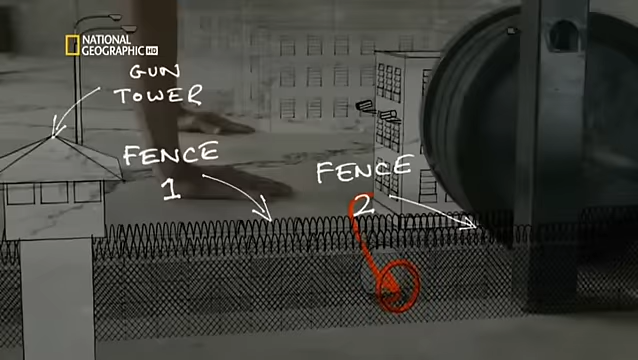 NATIONAL
GEOGRAPHIC HD
GUN
TOWER
FENCE
1
FENCE
2